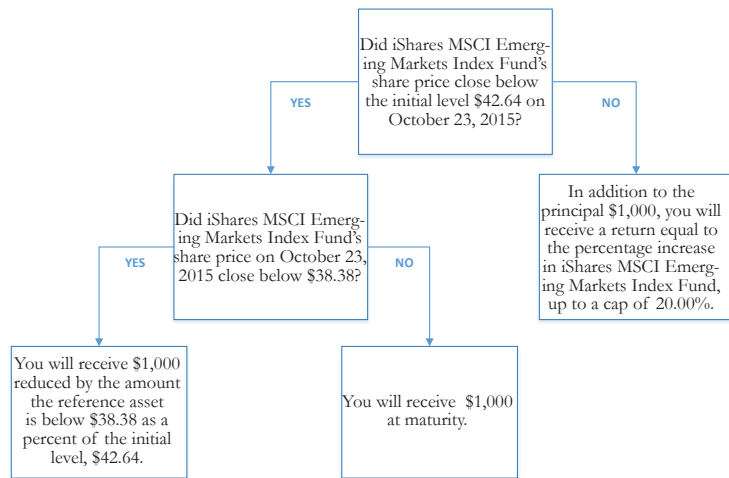 Did iShares MSCI Emerg-
ing Markets Index Fund's
share price close below
the initial level $42.64 on
October 23, 2015?
YES
NO
Did iShares MSCI Emerg-
ing Markets Index Fund's
share price on October 23,
2015 close below $38.38?
In addition to the
principal $1,000, you will
receive a return equal to
the percentage increase
in iShares MSCI Emerg-
ing Markets Index Fund,
up to a cap of 20.00%.
YES
NO
You will receive $1,000
reduced by the amount
the reference asset
is below $38.38 as a
percent of the initial
level, $42.64.
You will receive $1,000
at maturity.